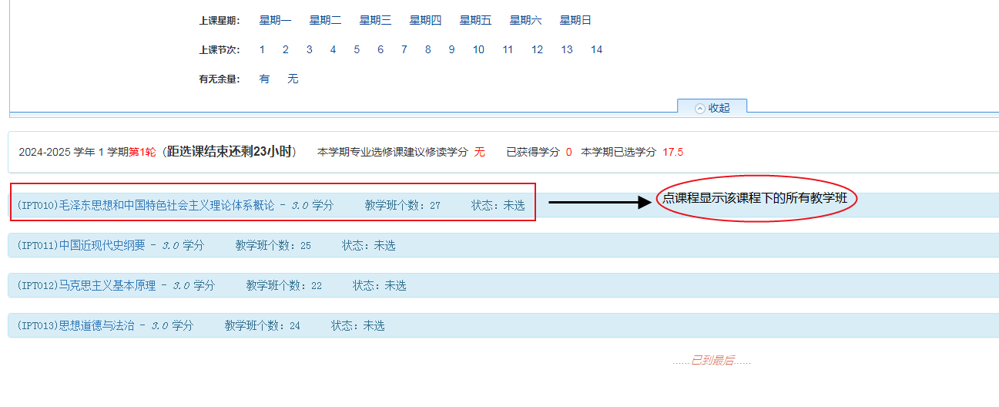 上课星期： 星期一 星期二 星期三 星期四 星期五 星期六 星期日
上课节次： 1 2 3 4 5 6 7 8 9 10 11 12 13 14
有无余量： 有 无
收起
2024-2025 学年 1 学期第1轮（距选课结束还剩23小时） 本学期专业选修课建议修读学分 无 已获得学分 0 本学期已选学分 17.5
(IPT010)毛泽东思想和中国特色社会主义理论体系概论 - 3.0 学分 教学班个数：27 状态：未选
点课程显示该课程下的所有教学班
(IPT011)中国近现代史纲要 - 3.0 学分 教学班个数：25 状态：未选
(IPT012)马克思主义基本原理 - 3.0 学分 教学班个数：22 状态：未选
(IPT013)思想道德与法治 - 3.0 学分 教学班个数：24 状态：未选
......已到最后......